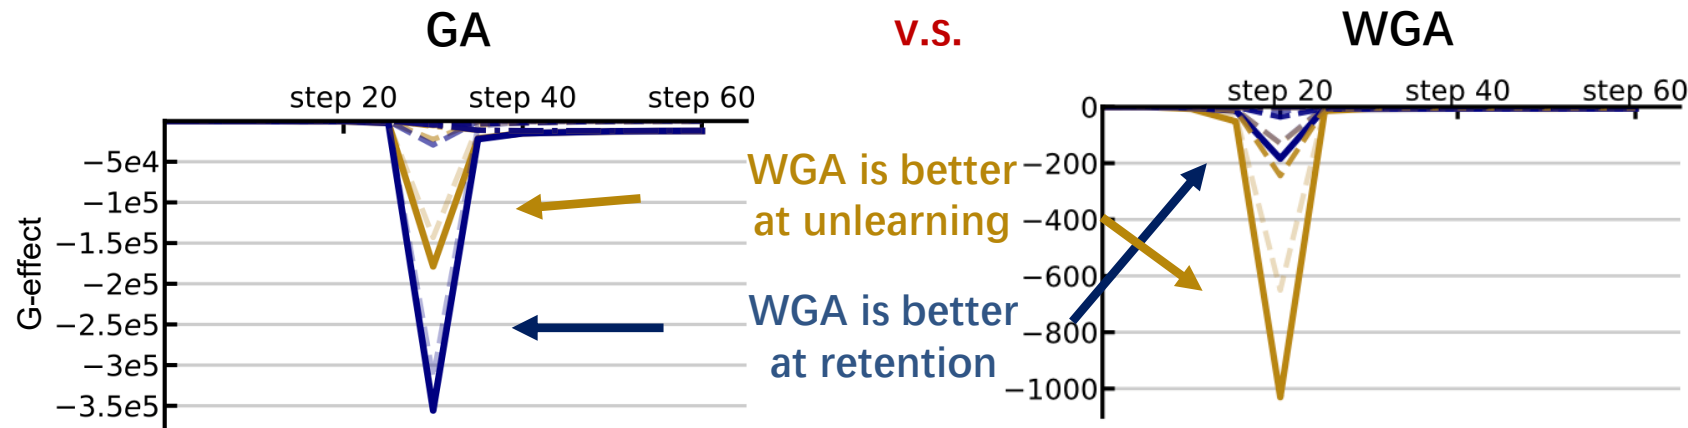 GA
v.s.
WGA
step 20
step 40
step 60
−5e4
−1e5
−1.5e5
−2e5
−2.5e5
−3e5
−3.5e5
G-effect
WGA is better
at unlearning
WGA is better
at retention
step 20
step 40
step 60
0
−200
−400
−600
−800
−1000